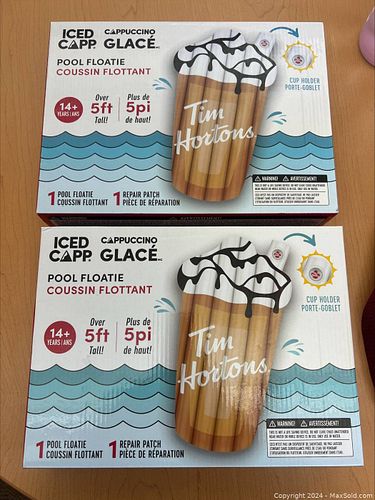 ICED CAPP.
CAPPUCCINO GLACÉ
POOL FLOATIE
COUSSIN FLOTTANT
CUP HOLDER
PORTE-GOBLET
14+
YEARS | ANS
Over 5ft Tall!
Plus de 5pi de haut!
Tim Hortons
WARNING! AVERTISSEMENT!
1 POOL FLOATIE
COUSSIN FLOTTANT
1 REPAIR PATCH
PIÈCE DE RÉPARATION
ICED CAPP.
CAPPUCCINO GLACÉ
POOL FLOATIE
COUSSIN FLOTTANT
CUP HOLDER
PORTE-GOBLET
14+
YEARS | ANS
Over 5ft Tall!
Plus de 5pi de haut!
Tim Hortons
WARNING! AVERTISSEMENT!
1 POOL FLOATIE
COUSSIN FLOTTANT
1 REPAIR PATCH
PIÈCE DE RÉPARATION
Copyright 2024 - MaxSold.com